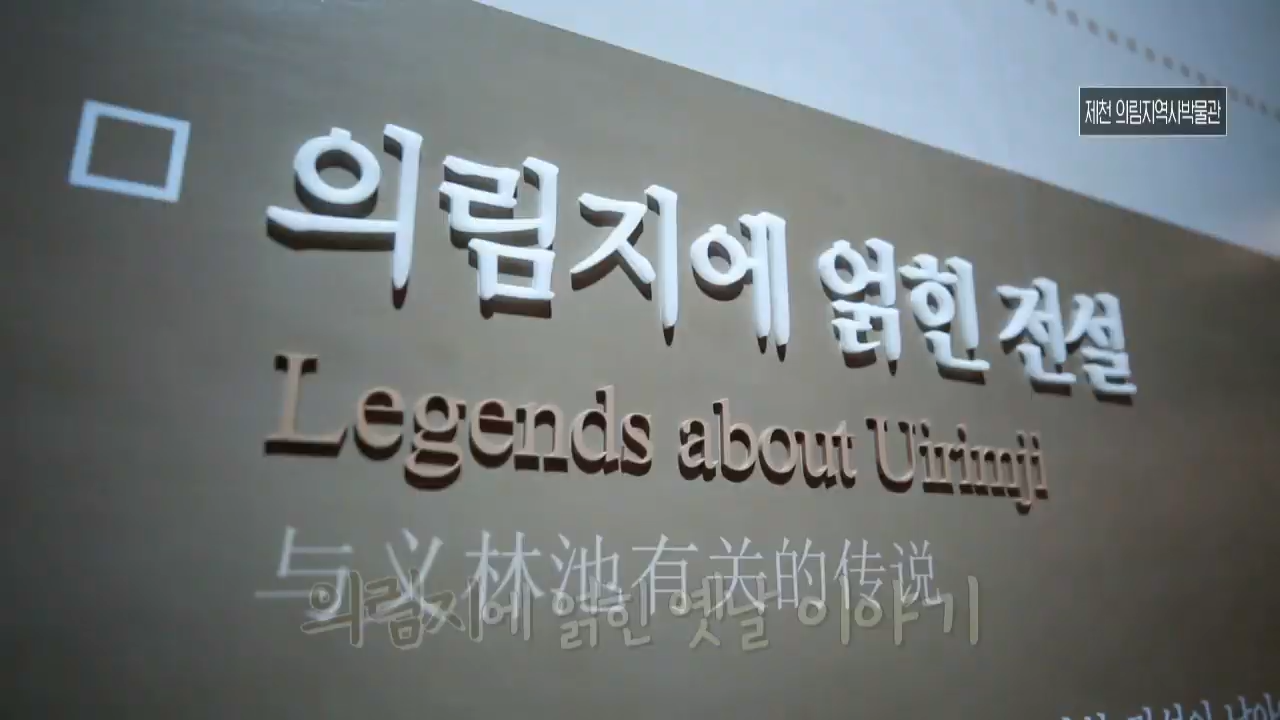 제천 의림지역사박물관
의림지에 얽힌 전설
Legends about Uirimji
与义林池有关的传说
의림지에 얽힌 옛날 이야기